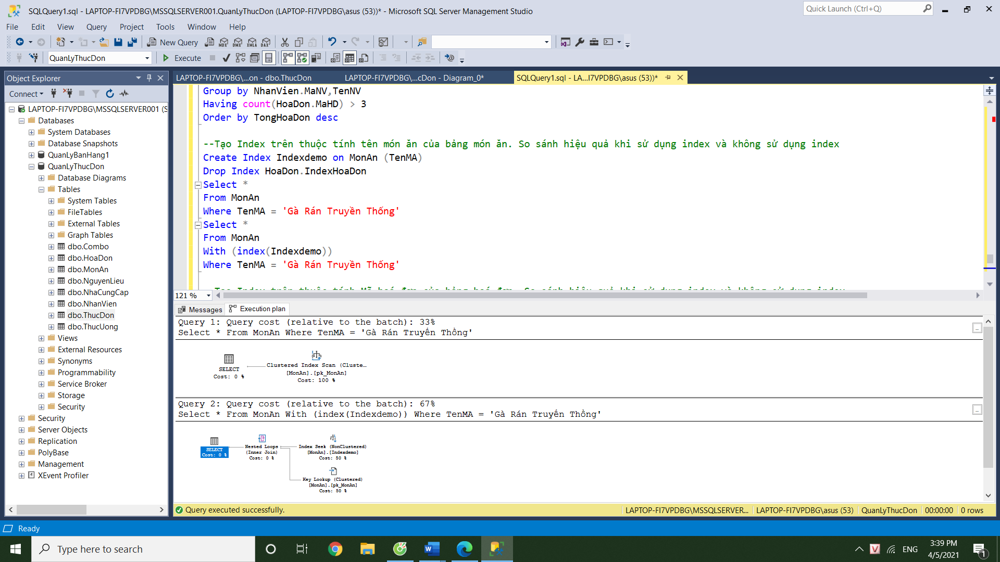 SQLQuery1.sql - LAPTOP-FI7VPDBG\MSSQLSERVER001.QuanLyThucDon (LAPTOP-FI7VPDBG\asus (53))* - Microsoft SQL Server Management Studio
Quick Launch (Ctrl+Q)
File Edit View Query Project Tools Window Help
New Query MDX DMX XMLA DAX
QuanLyThucDon Execute
Object Explorer
Connect
LAPTOP-FI7VPDBG\MSSQLSERVER001 (S
Databases
System Databases
Database Snapshots
QuanLyBanHang1
QuanLyThucDon
Database Diagrams
Tables
System Tables
FileTables
External Tables
Graph Tables
dbo.Combo
dbo.HoaDon
dbo.MonAn
dbo.NguyenLieu
dbo.NhaCungCap
dbo.NhanVien
dbo.ThucDon
dbo.ThucUong
Views
External Resources
Synonyms
Programmability
Service Broker
Storage
Security
Security
Server Objects
Replication
PolyBase
Management
XEvent Profiler
LAPTOP-FI7VPDBG\...on - dbo.ThucDon
LAPTOP-FI7VPDBG\...cDon - Diagram_0*
SQLQuery1.sql - LA...I7VPDBG\asus (53))*
Group by NhanVien.MaNV,TenNV
Having count(HoaDon.MaHD) > 3
Order by TongHoaDon desc
--Tạo Index trên thuộc tính tên món ăn của bảng món ăn. So sánh hiệu quả khi sử dụng index và không sử dụng index
Create Index Indexdemo on MonAn (TenMA)
Drop Index HoaDon.IndexHoaDon
Select *
From MonAn
Where TenMA = 'Gà Rán Truyền Thống'
Select *
From MonAn
With (index(Indexdemo))
Where TenMA = 'Gà Rán Truyền Thống'
121 %
Messages Execution plan
Query 1: Query cost (relative to the batch): 33%
Select * From MonAn Where TenMA = 'Gà Rán Truyền Thống'
SELECT
Cost: 0 %
Clustered Index Scan (Cluste…
[MonAn].[pk_MonAn]
Cost: 100 %
Query 2: Query cost (relative to the batch): 67%
Select * From MonAn With (index(Indexdemo)) Where TenMA = 'Gà Rán Truyền Thống'
SELECT
Cost: 0 %
Nested Loops
(Inner Join)
Cost: 0 %
Index Seek (NonClustered)
[MonAn].[Indexdemo]
Cost: 50 %
Key Lookup (Clustered)
[MonAn].[pk_MonAn]
Cost: 50 %
Query executed successfully.
LAPTOP-FI7VPDBG\MSSQLSERVER... LAPTOP-FI7VPDBG\asus (53) QuanLyThucDon 00:00:00 0 rows
Ready
Type here to search
ENG
3:39 PM
4/5/2021
1